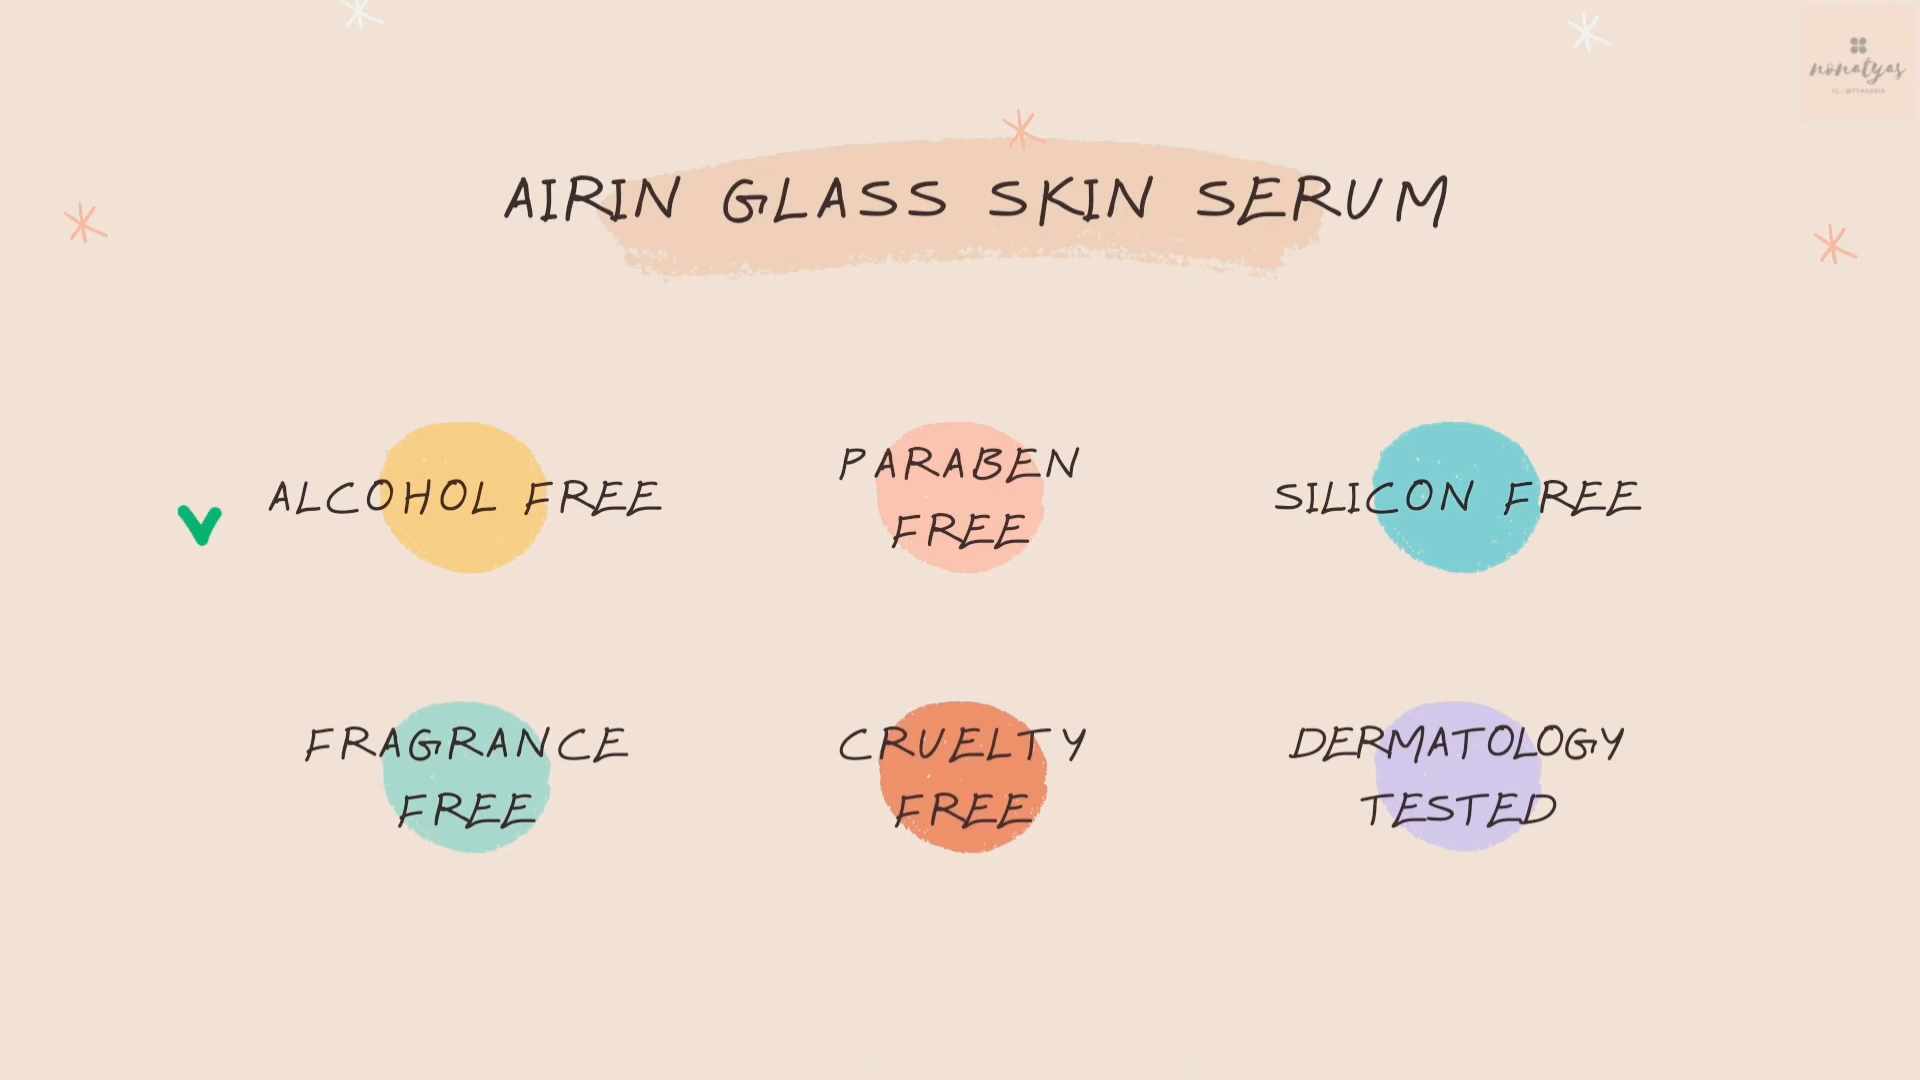 nonatyas
AIRIN GLASS SKIN SERUM
ALCOHOL FREE
PARABEN
FREE
SILICON FREE
FRAGRANCE
FREE
CRUELTY
FREE
DERMATOLOGY
TESTED